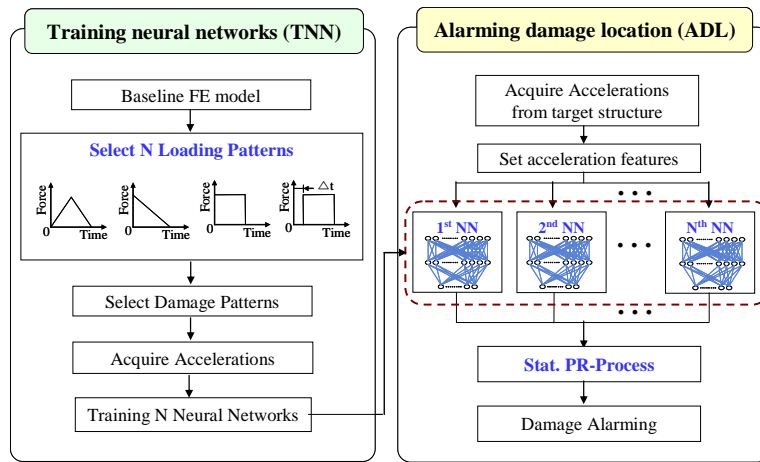 Training neural networks (TNN)
Baseline FE model
Select N Loading Patterns
Force
0
Time
Force
0
Time
Force
0
Time
Force
△t
0
Time
Select Damage Patterns
Acquire Accelerations
Training N Neural Networks
Alarming damage location (ADL)
Acquire Accelerations
from target structure
Set acceleration features
• • •
1st NN
2nd NN
• • •
Nth NN
• • •
Stat. PR-Process
Damage Alarming